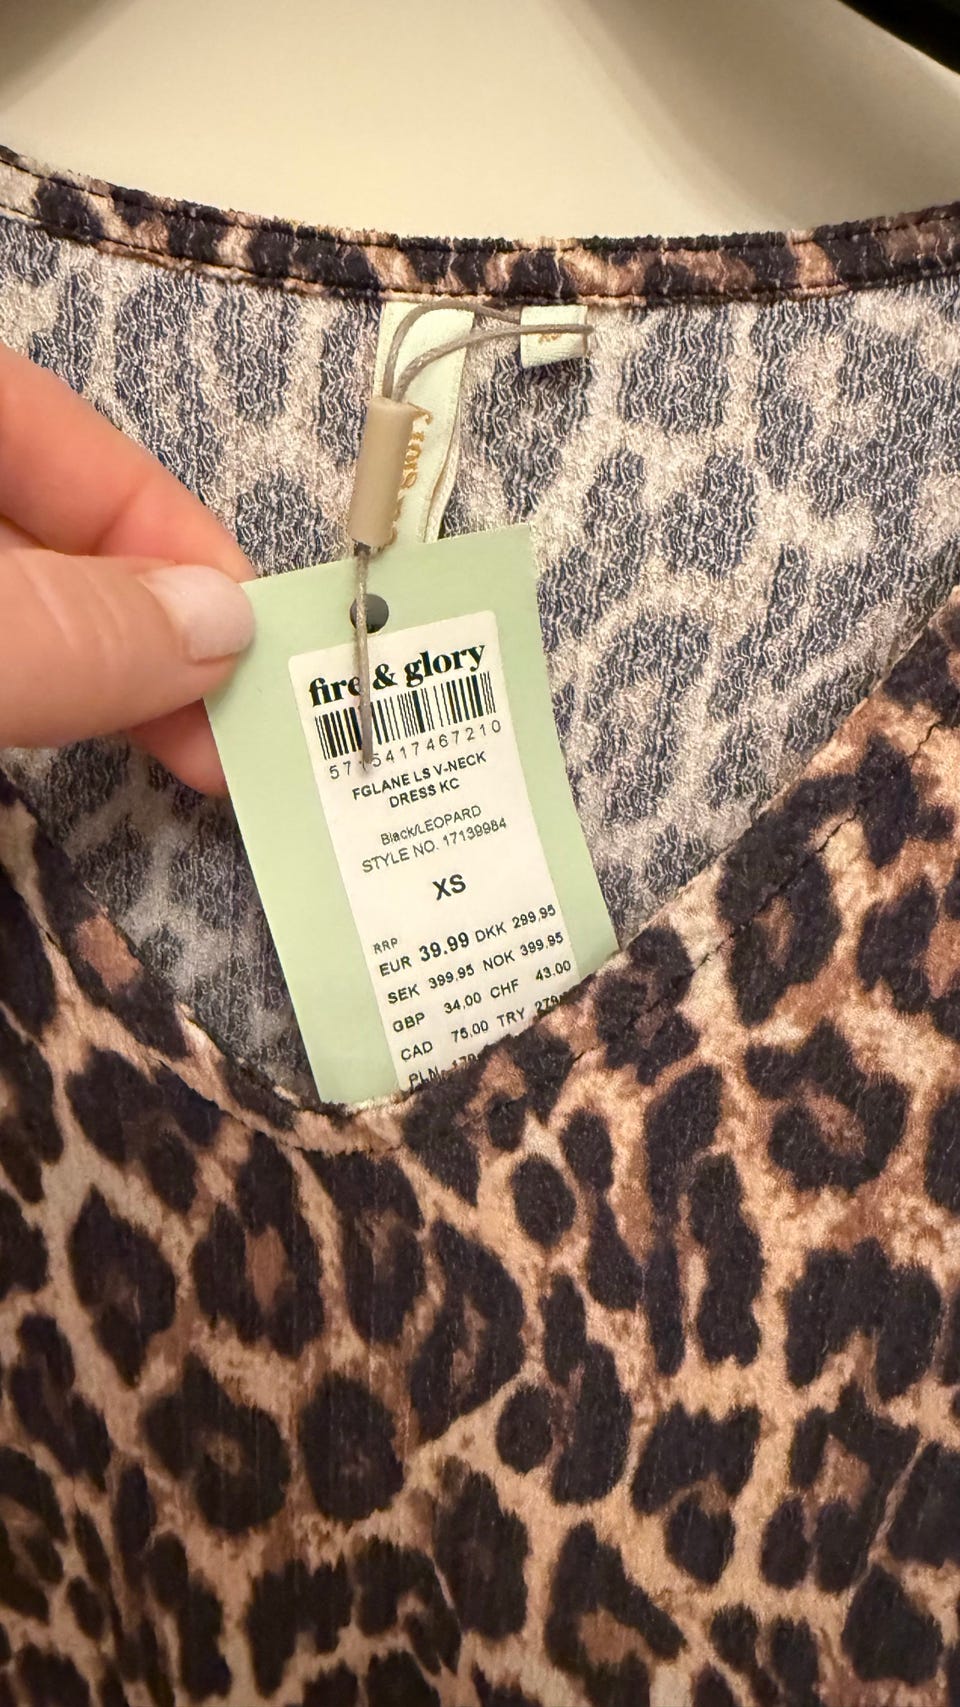 fire & glory
5715417467210
FGLANE LS V-NECK
DRESS KC
Black/LEOPARD
STYLE NO. 17139984
XS
RRP
EUR 39.99 DKK 299,95
SEK 399,95 NOK 399,95
GBP 34,00 CHF 43.00
CAD 75.00 TRY
PLN